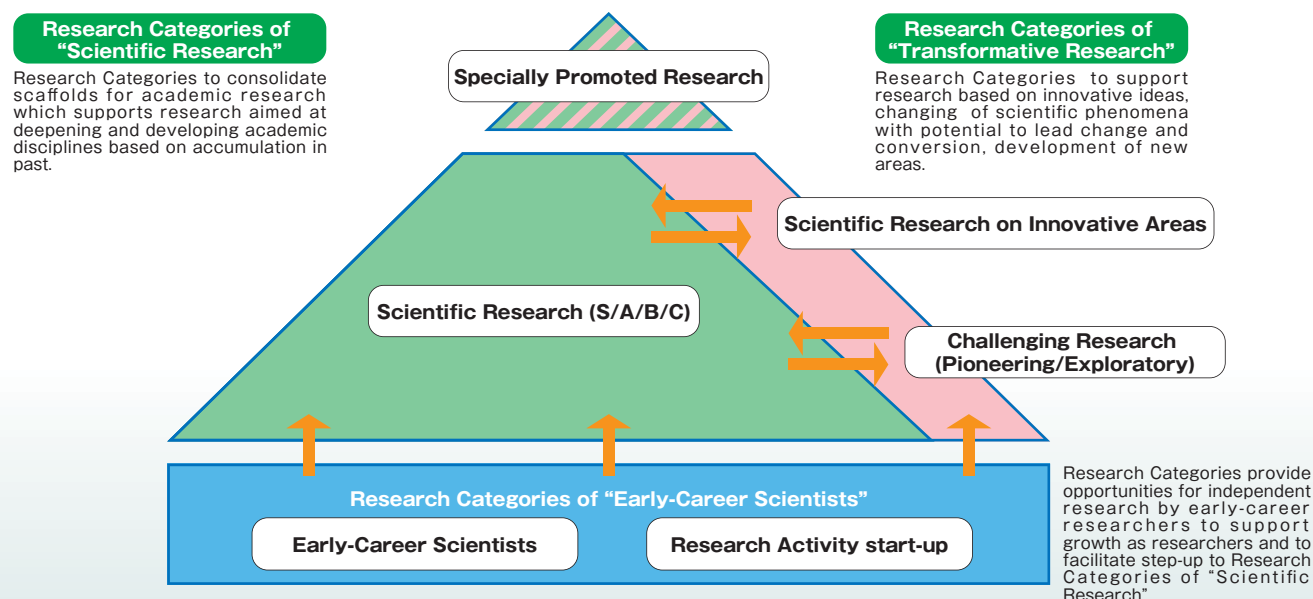 Research Categories of
“Scientific Research”
Research Categories to consolidate
scaffolds for academic research
which supports research aimed at
deepening and developing academic
disciplines based on accumulation in
past.
Specially Promoted Research
Research Categories of
“Transformative Research”
Research Categories to support
research based on innovative ideas,
changing of scientific phenomena
with potential to lead change and
conversion, development of new
areas.
Scientific Research on Innovative Areas
Scientific Research (S/A/B/C)
Challenging Research
(Pioneering/Exploratory)
Research Categories of “Early-Career Scientists”
Early-Career Scientists
Research Activity start-up
Research Categories provide
opportunities for independent
research by early-career
researchers to support
growth as researchers and to
facilitate step-up to Research
Categories of “Scientific
Research”